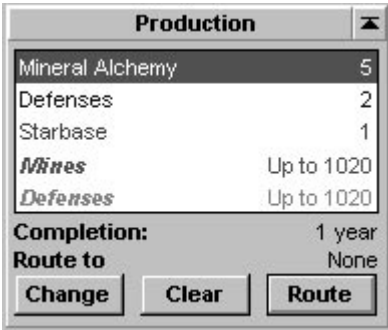 Production
Mineral Alchemy 5
Defenses 2
Starbase 1
Mines Up to 1020
Defenses Up to 1020
Completion: 1 year
Route to None
Change Clear Route